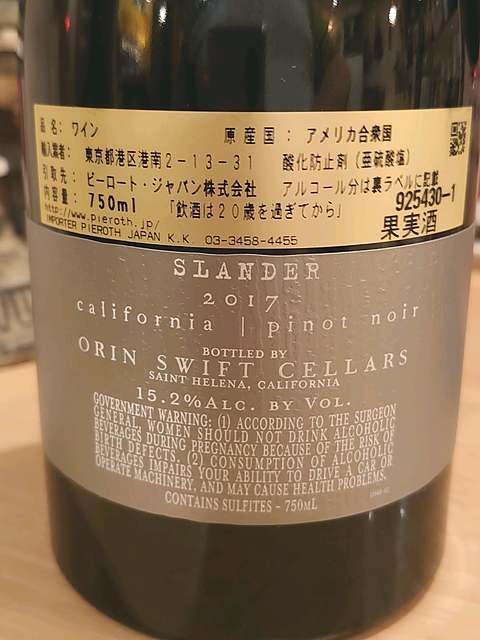 品名： ワイン 原産国： アメリカ合衆国
輸入業者： 東京都港区港南2-13-31 酸化防止剤（亜硫酸塩）
引取先： ピーロート・ジャパン株式会社 アルコール分は裏ラベルに記載
内容量： 750ml 「飲酒は20歳を過ぎてから」 925430-1
http://www.pieroth.jp/ 果実酒
IMPORTER PIEROTH JAPAN K.K. 03-3458-4455
SLANDER
2017
california | pinot noir
BOTTLED BY
ORIN SWIFT CELLARS
SAINT HELENA, CALIFORNIA
15.2% ALC. BY VOL.
GOVERNMENT WARNING: (1) ACCORDING TO THE SURGEON
GENERAL, WOMEN SHOULD NOT DRINK ALCOHOLIC
BEVERAGES DURING PREGNANCY BECAUSE OF THE RISK OF
BIRTH DEFECTS. (2) CONSUMPTION OF ALCOHOLIC
BEVERAGES IMPAIRS YOUR ABILITY TO DRIVE A CAR OR
OPERATE MACHINERY, AND MAY CAUSE HEALTH PROBLEMS.
CONTAINS SULFITES - 750ML